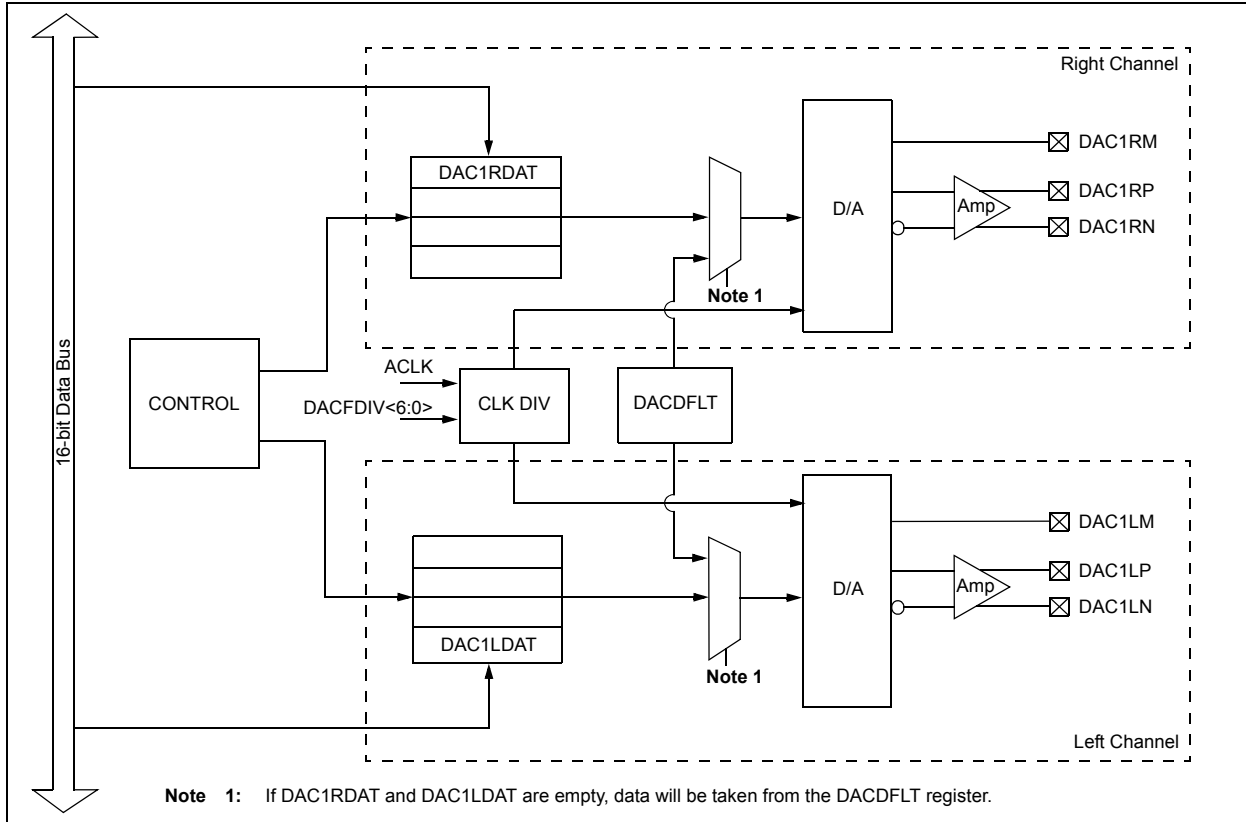 Right Channel
DAC1RDAT
D/A
DAC1RM
DAC1RP
DAC1RN
Amp
Note 1
16-bit Data Bus
CONTROL
ACLK
DACFDIV<6:0>
CLK DIV
DACDFLT
DAC1LDAT
D/A
DAC1LM
DAC1LP
DAC1LN
Amp
Note 1
Left Channel
Note 1: If DAC1RDAT and DAC1LDAT are empty, data will be taken from the DACDFLT register.